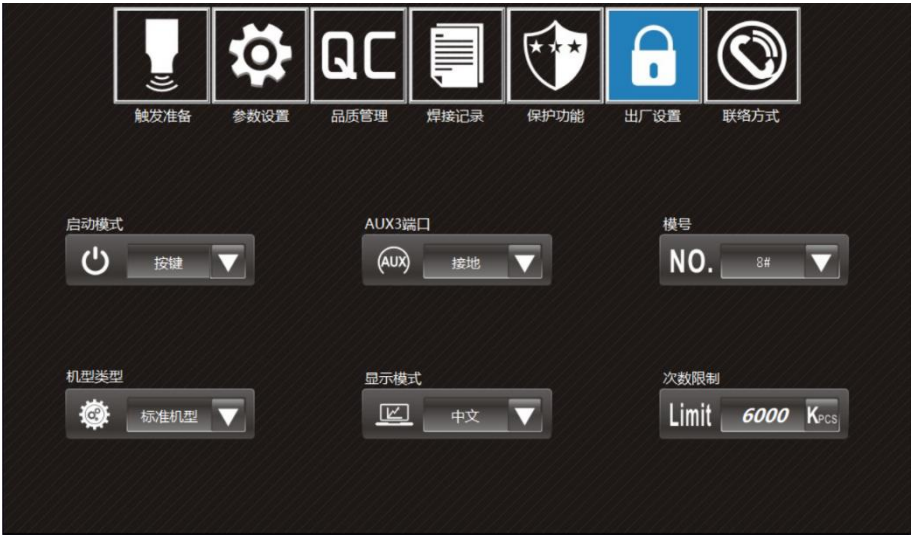 QC
触发准备 参数设置 品质管理 焊接记录 保护功能 出厂设置 联络方式
启动模式 AUX3端口 模号
按键 AUX 接地 NO. 8#
机型类型 显示模式 次数限制
标准机型 中文 Limit 6000 KPCS